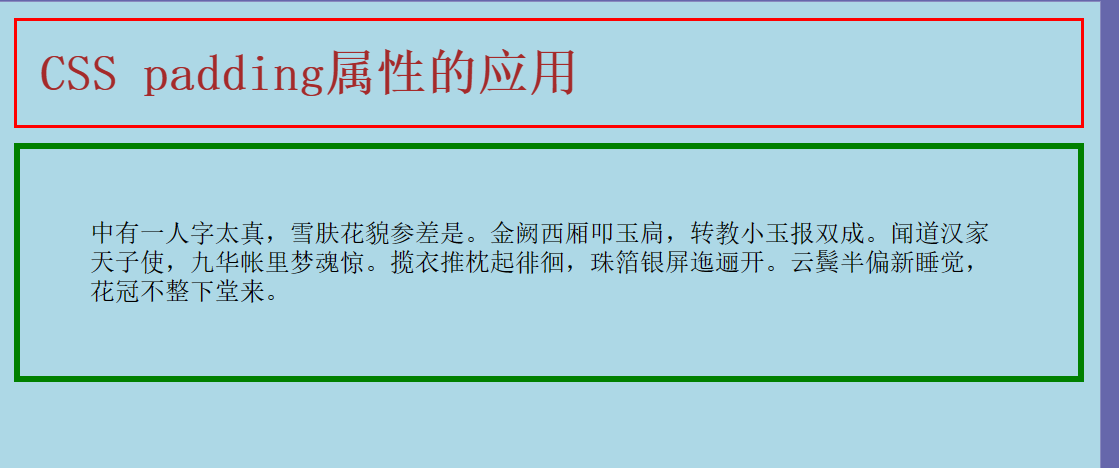 CSS padding属性的应用
中有一人字太真，雪肤花貌参差是。金阙西厢叩玉扃，转教小玉报双成。闻道汉家
天子使，九华帐里梦魂惊。揽衣推枕起徘徊，珠箔银屏迤逦开。云鬓半偏新睡觉，
花冠不整下堂来。